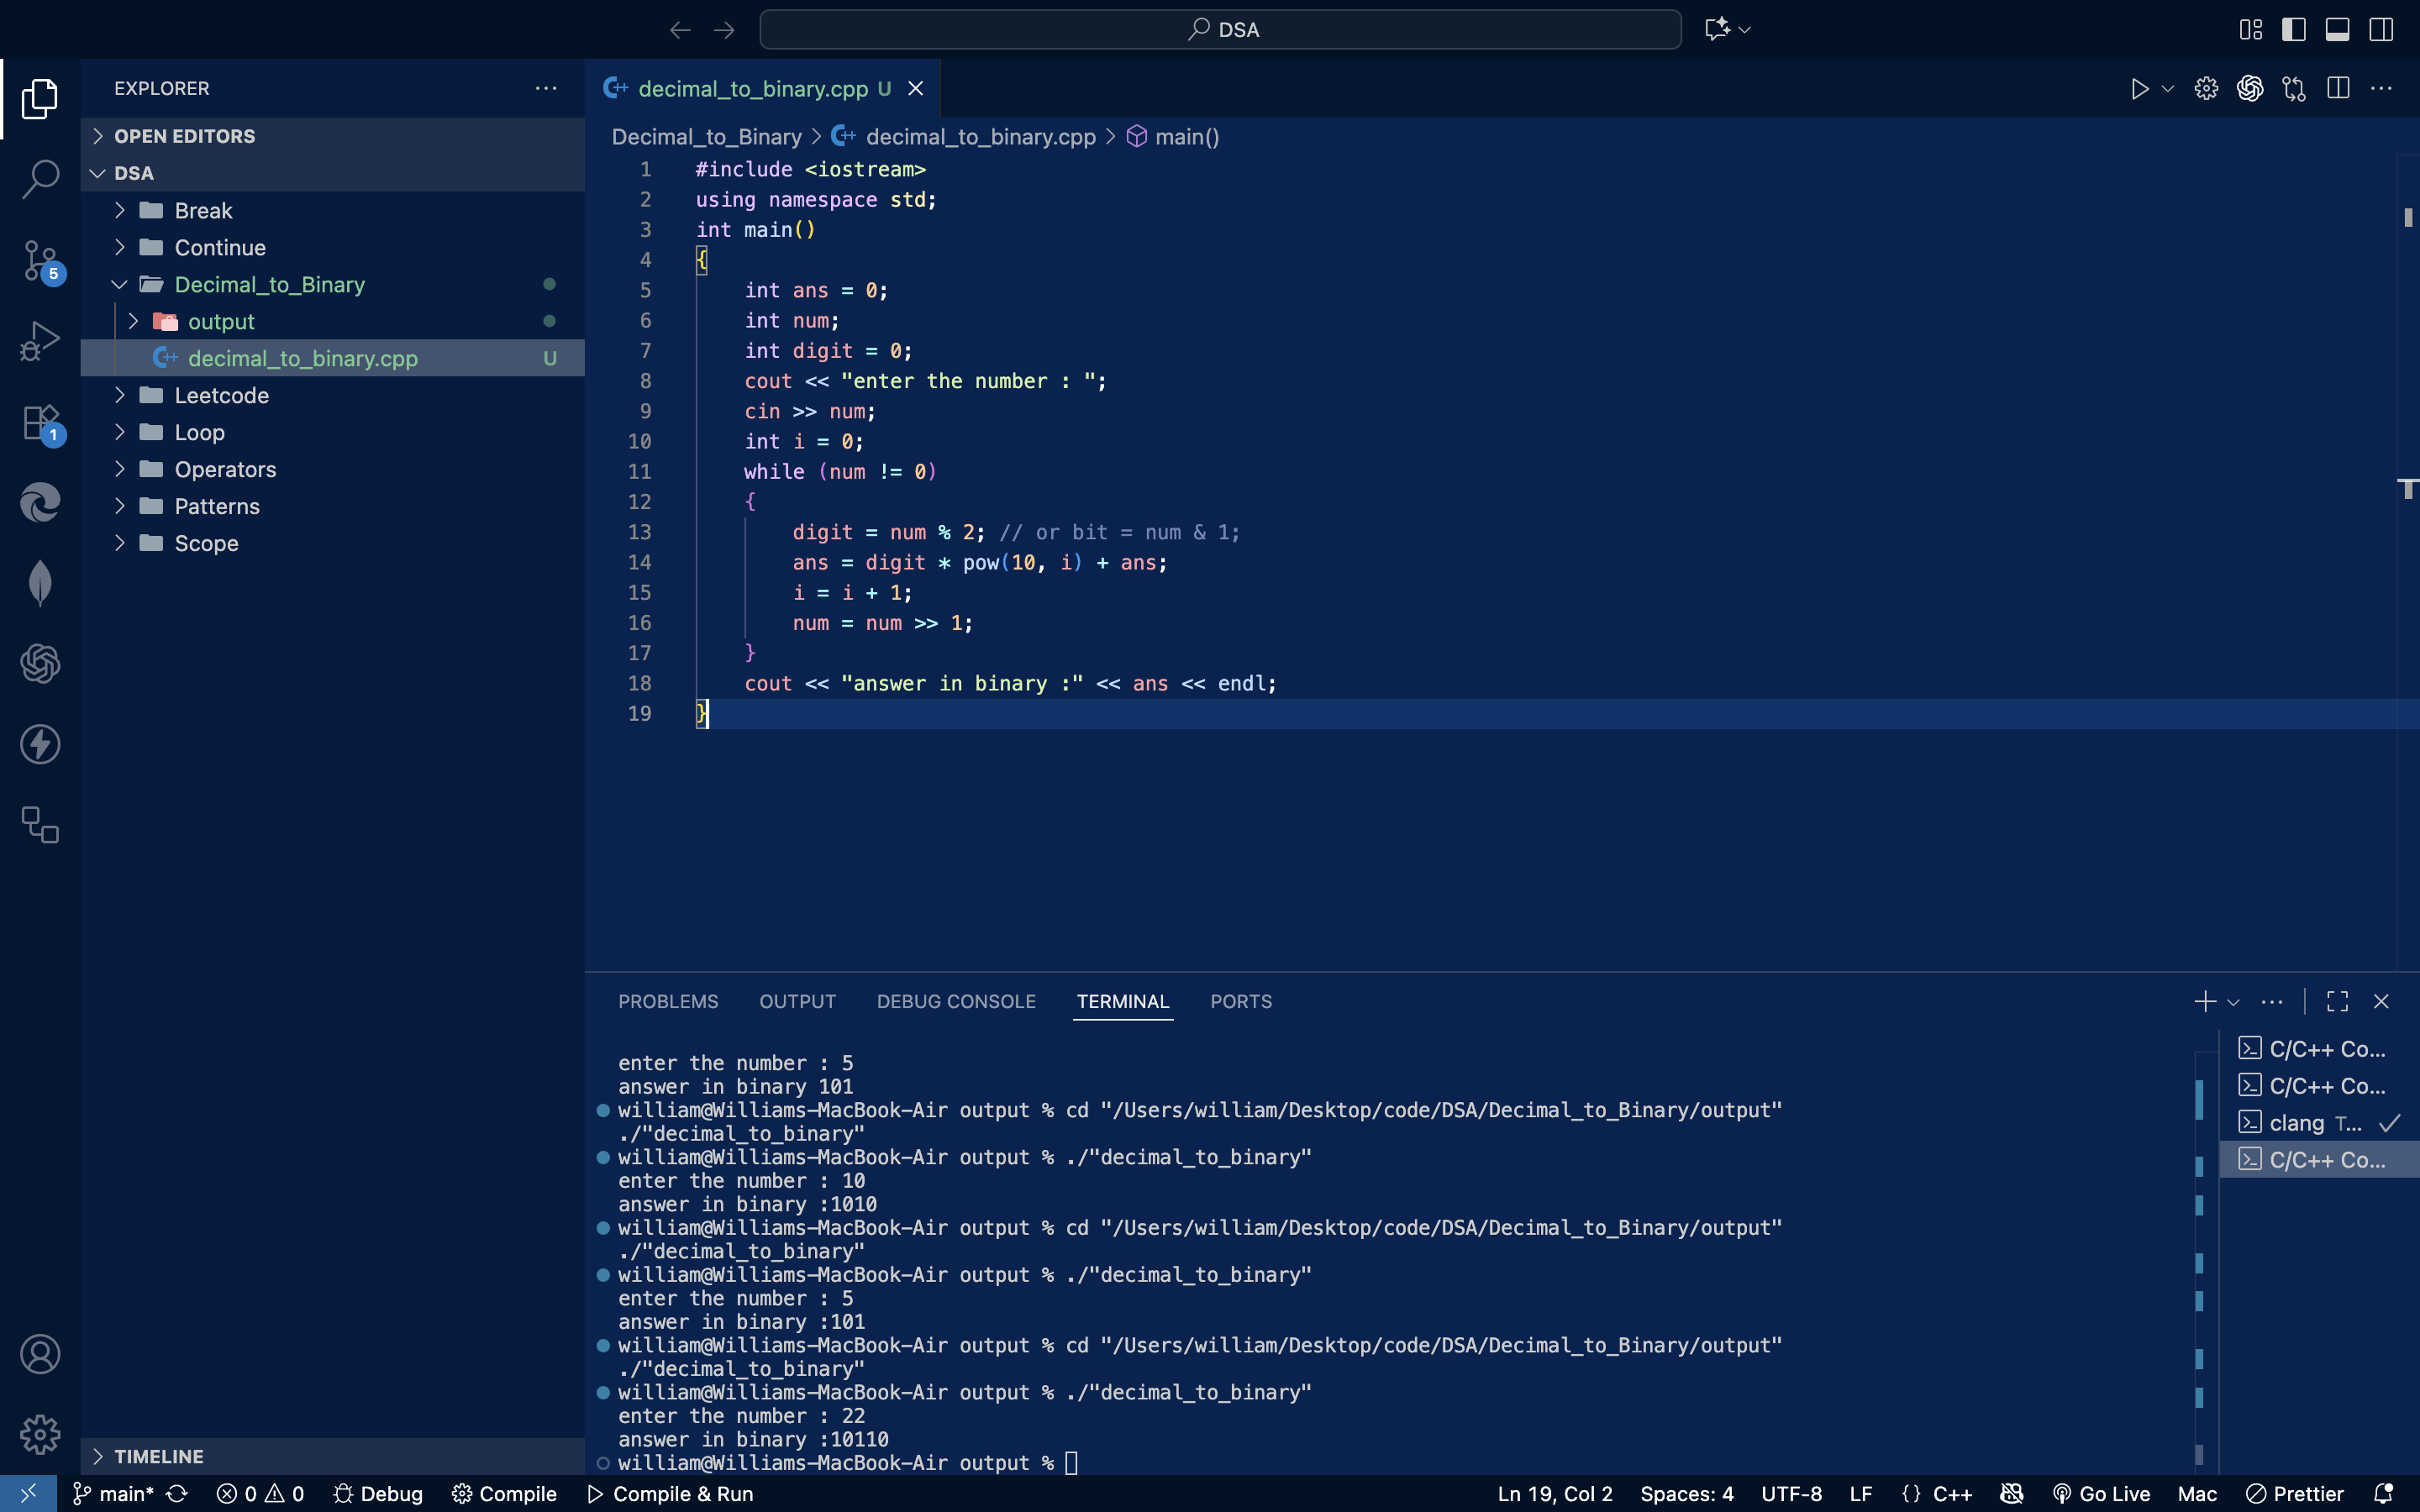 DSA
EXPLORER
OPEN EDITORS
DSA
Break
Continue
Decimal_to_Binary
output
decimal_to_binary.cpp U
Leetcode
Loop
Operators
Patterns
Scope
TIMELINE
5
1
decimal_to_binary.cpp U
Decimal_to_Binary > decimal_to_binary.cpp > main()
1 #include <iostream>
2 using namespace std;
3 int main()
4 {
5 int ans = 0;
6 int num;
7 int digit = 0;
8 cout << "enter the number : ";
9 cin >> num;
10 int i = 0;
11 while (num != 0)
12 {
13 digit = num % 2; // or bit = num & 1;
14 ans = digit * pow(10, i) + ans;
15 i = i + 1;
16 num = num >> 1;
17 }
18 cout << "answer in binary :" << ans << endl;
19 }
PROBLEMS OUTPUT DEBUG CONSOLE TERMINAL PORTS
enter the number : 5
answer in binary 101
william@Williams-MacBook-Air output % cd "/Users/william/Desktop/code/DSA/Decimal_to_Binary/output"
./"decimal_to_binary"
william@Williams-MacBook-Air output % ./"decimal_to_binary"
enter the number : 10
answer in binary :1010
william@Williams-MacBook-Air output % cd "/Users/william/Desktop/code/DSA/Decimal_to_Binary/output"
./"decimal_to_binary"
william@Williams-MacBook-Air output % ./"decimal_to_binary"
enter the number : 5
answer in binary :101
william@Williams-MacBook-Air output % cd "/Users/william/Desktop/code/DSA/Decimal_to_Binary/output"
./"decimal_to_binary"
william@Williams-MacBook-Air output % ./"decimal_to_binary"
enter the number : 22
answer in binary :10110
william@Williams-MacBook-Air output %
C/C++ Co...
C/C++ Co...
clang T...
C/C++ Co...
main* 0 0 Debug Compile Compile & Run Ln 19, Col 2 Spaces: 4 UTF-8 LF {} C++ Go Live Mac Prettier